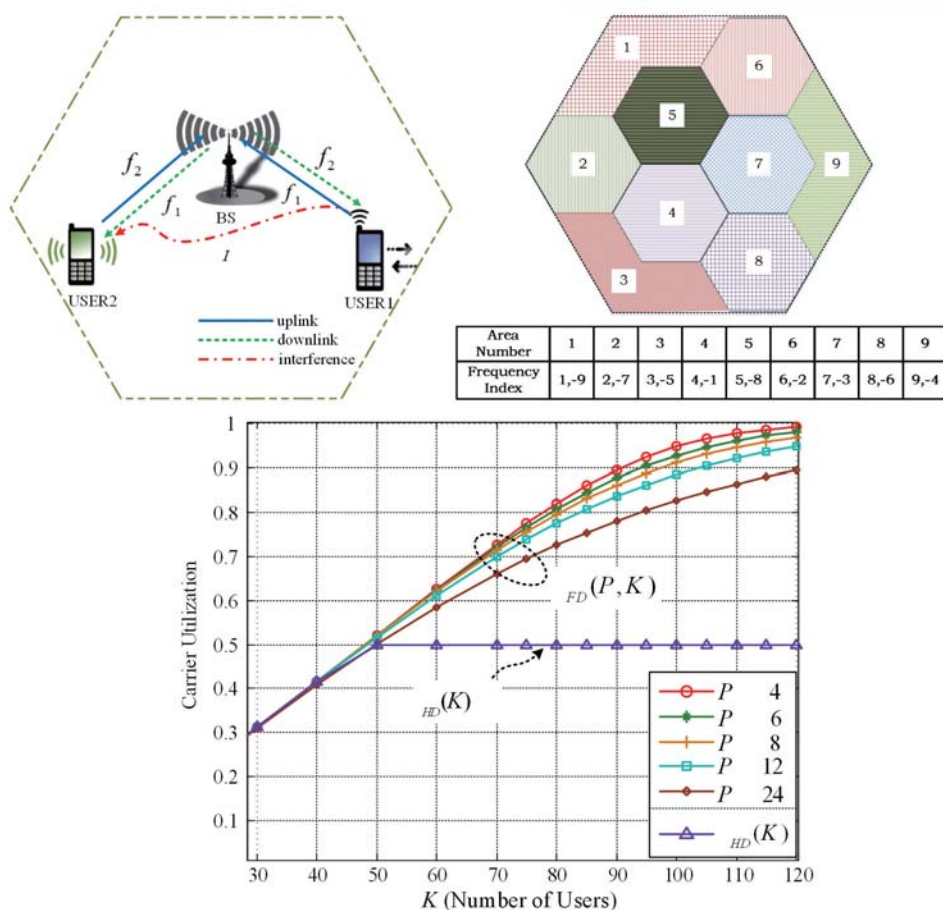 f2
f1
BS
f2
f1
I
USER2
USER1
uplink
downlink
interference
1
6
5
2
7
9
4
8
3
Area Number 1 2 3 4 5 6 7 8 9
Frequency Index 1,-9 2,-7 3,-5 4,-1 5,-8 6,-2 7,-3 8,-6 9,-4
Carrier Utilization
1
0.9
0.8
0.7
0.6
0.5
0.4
0.3
0.2
0.1
FD(P,K)
HD(K)
P 4
P 6
P 8
P 12
P 24
HD(K)
30 40 50 60 70 80 90 100 110 120
K (Number of Users)